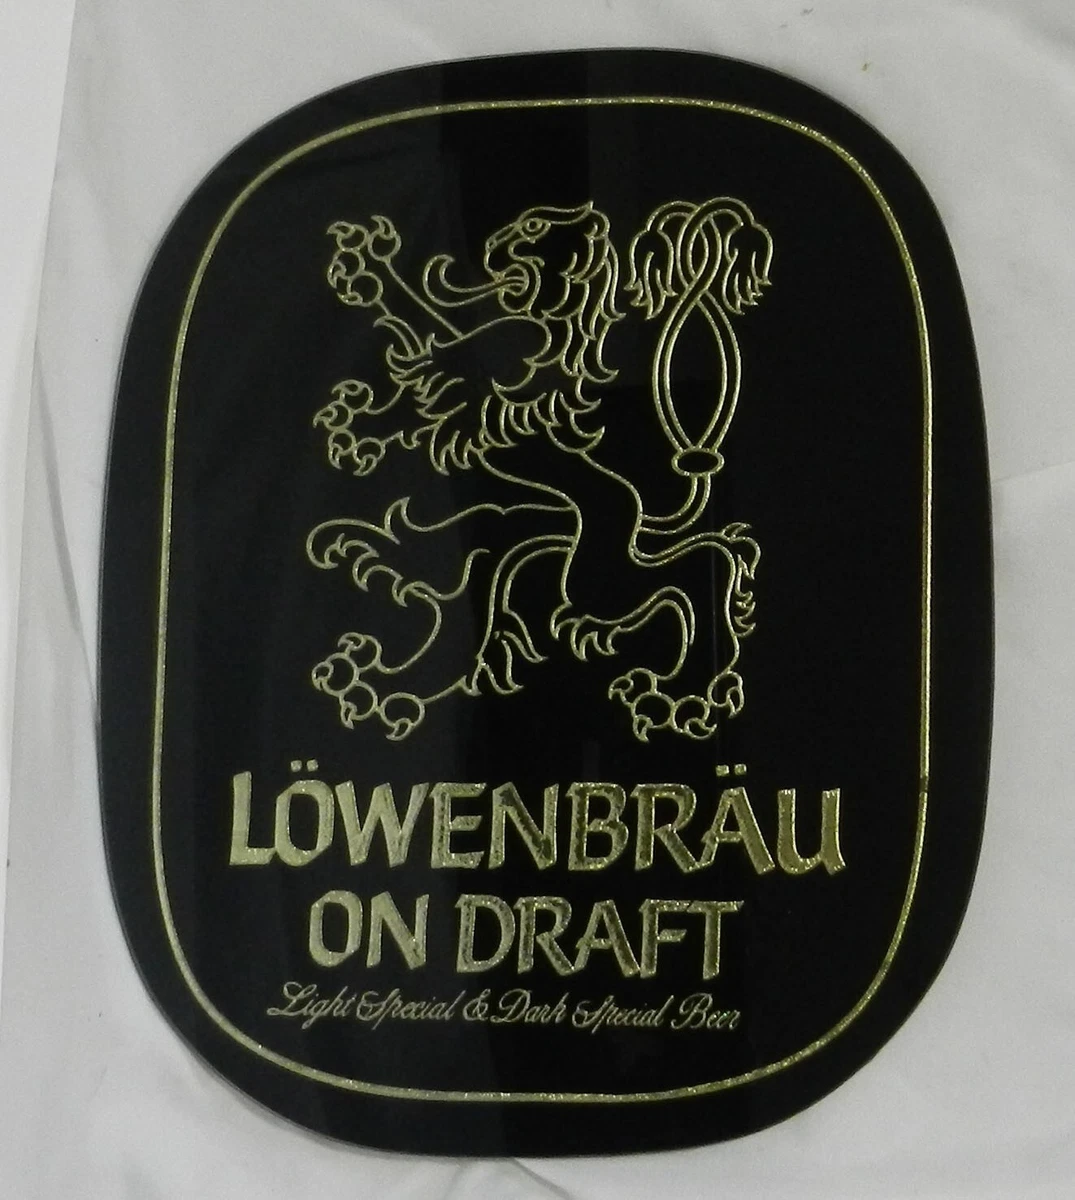 LÖWENBRÄU
ON DRAFT
Light Special & Dark Special Beer